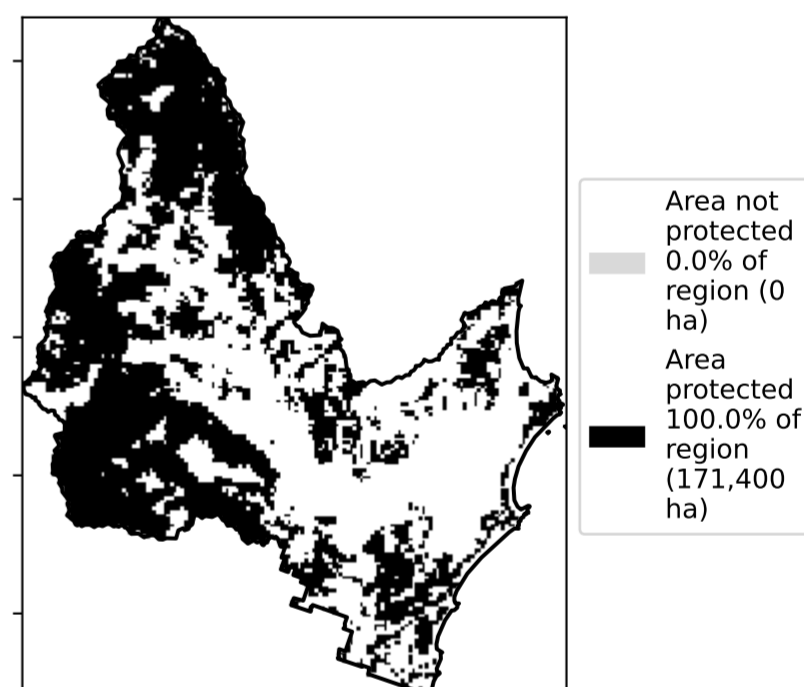 Area not
protected
0.0% of
region (0
ha)
Area
protected
100.0% of
region
(171,400
ha)